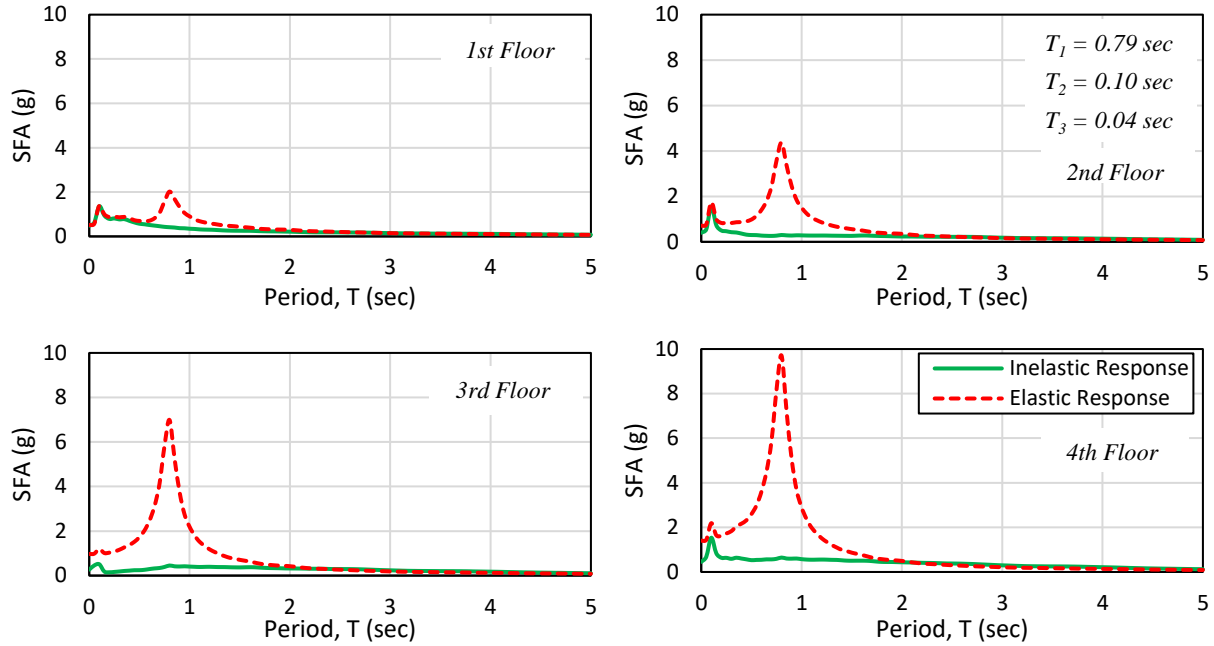 10
8
6
4
2
0
SFA (g)
1st Floor
0 1 2 3 4 5
Period, T (sec)
10
8
6
4
2
0
SFA (g)
T1 = 0.79 sec
T2 = 0.10 sec
T3 = 0.04 sec
2nd Floor
0 1 2 3 4 5
Period, T (sec)
10
8
6
4
2
0
SFA (g)
3rd Floor
0 1 2 3 4 5
Period, T (sec)
10
8
6
4
2
0
SFA (g)
Inelastic Response
Elastic Response
4th Floor
0 1 2 3 4 5
Period, T (sec)